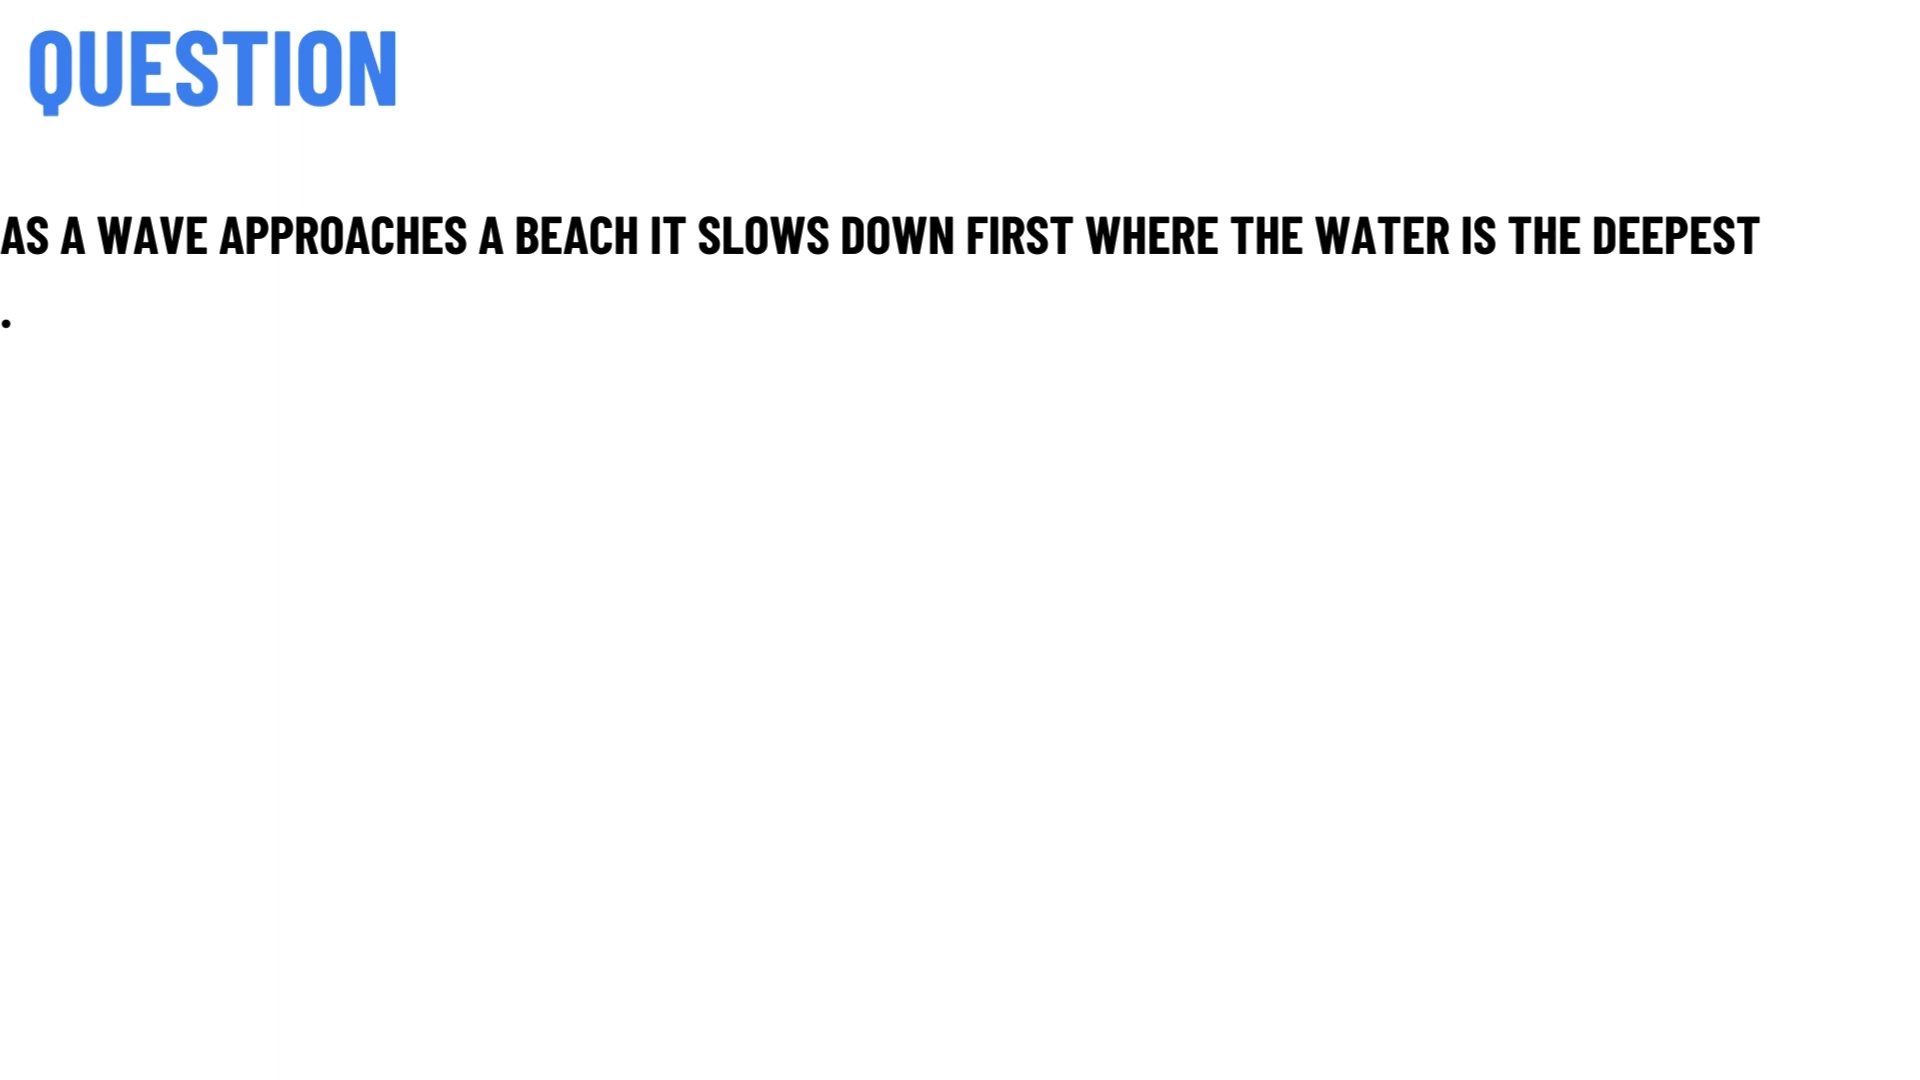 QUESTION
AS A WAVE APPROACHES A BEACH IT SLOWS DOWN FIRST WHERE THE WATER IS THE DEEPEST
.